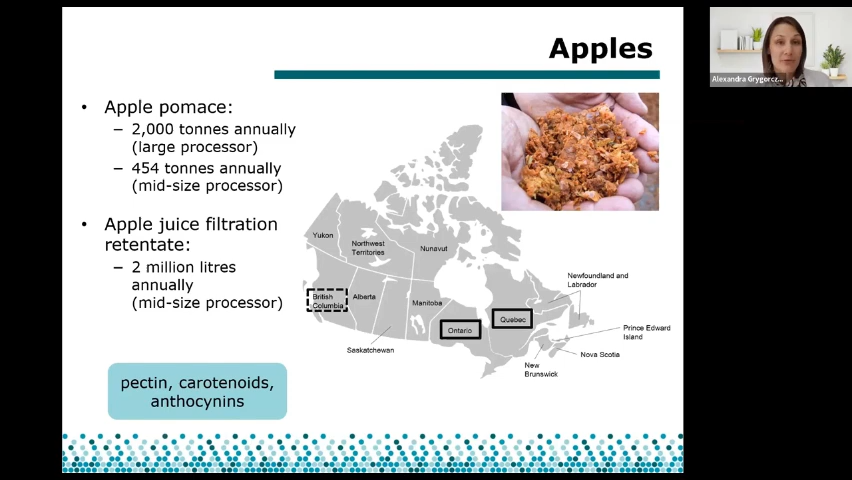 Apples
Alexandra Grygorcz...
• Apple pomace:
– 2,000 tonnes annually
(large processor)
– 454 tonnes annually
(mid-size processor)
• Apple juice filtration
retentate:
– 2 million litres
annually
(mid-size processor)
pectin, carotenoids,
anthocynins
Yukon
Northwest
Territories
Nunavut
British
Columbia
Alberta
Manitoba
Saskatchewan
Ontario
Quebec
Newfoundland and
Labrador
Prince Edward
Island
Nova Scotia
New
Brunswick